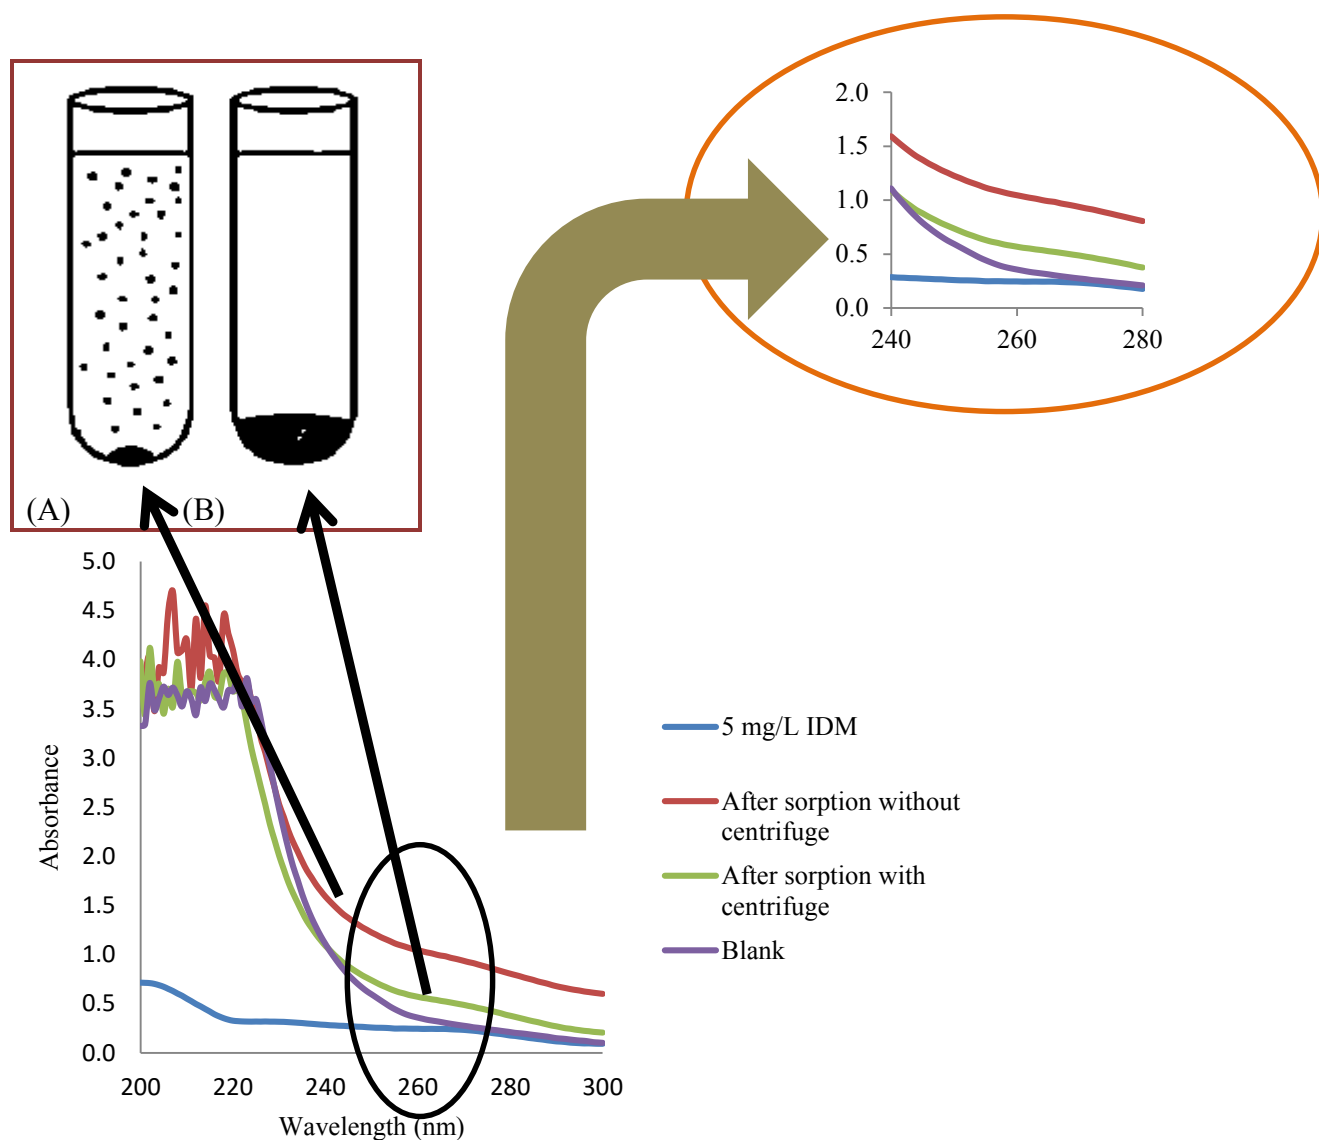 (A)
(B)
2.0
1.5
1.0
0.5
0.0
240
260
280
5.0
4.5
4.0
3.5
3.0
2.5
2.0
1.5
1.0
0.5
0.0
Absorbance
200
220
240
260
280
300
Wavelength (nm)
5 mg/L IDM
After sorption without
centrifuge
After sorption with
centrifuge
Blank